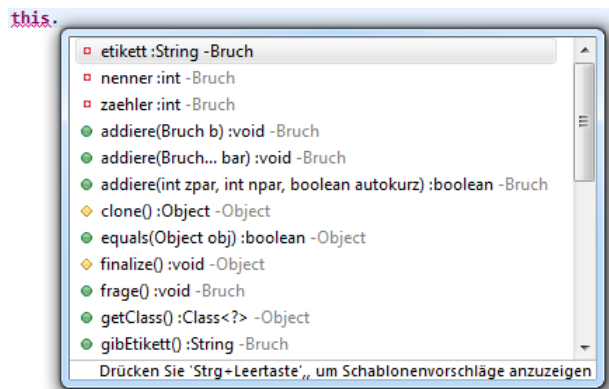 this.
etikett :String -Bruch
nenner :int -Bruch
zaehler :int -Bruch
addiere(Bruch b) :void -Bruch
addiere(Bruch... bar) :void -Bruch
addiere(int zpar, int npar, boolean autokurz) :boolean -Bruch
clone() :Object -Object
equals(Object obj) :boolean -Object
finalize() :void -Object
frage() :void -Bruch
getClass() :Class<?> -Object
gibEtikett() :String -Bruch
Drücken Sie 'Strg+Leertaste',, um Schablonenvorschläge anzuzeigen